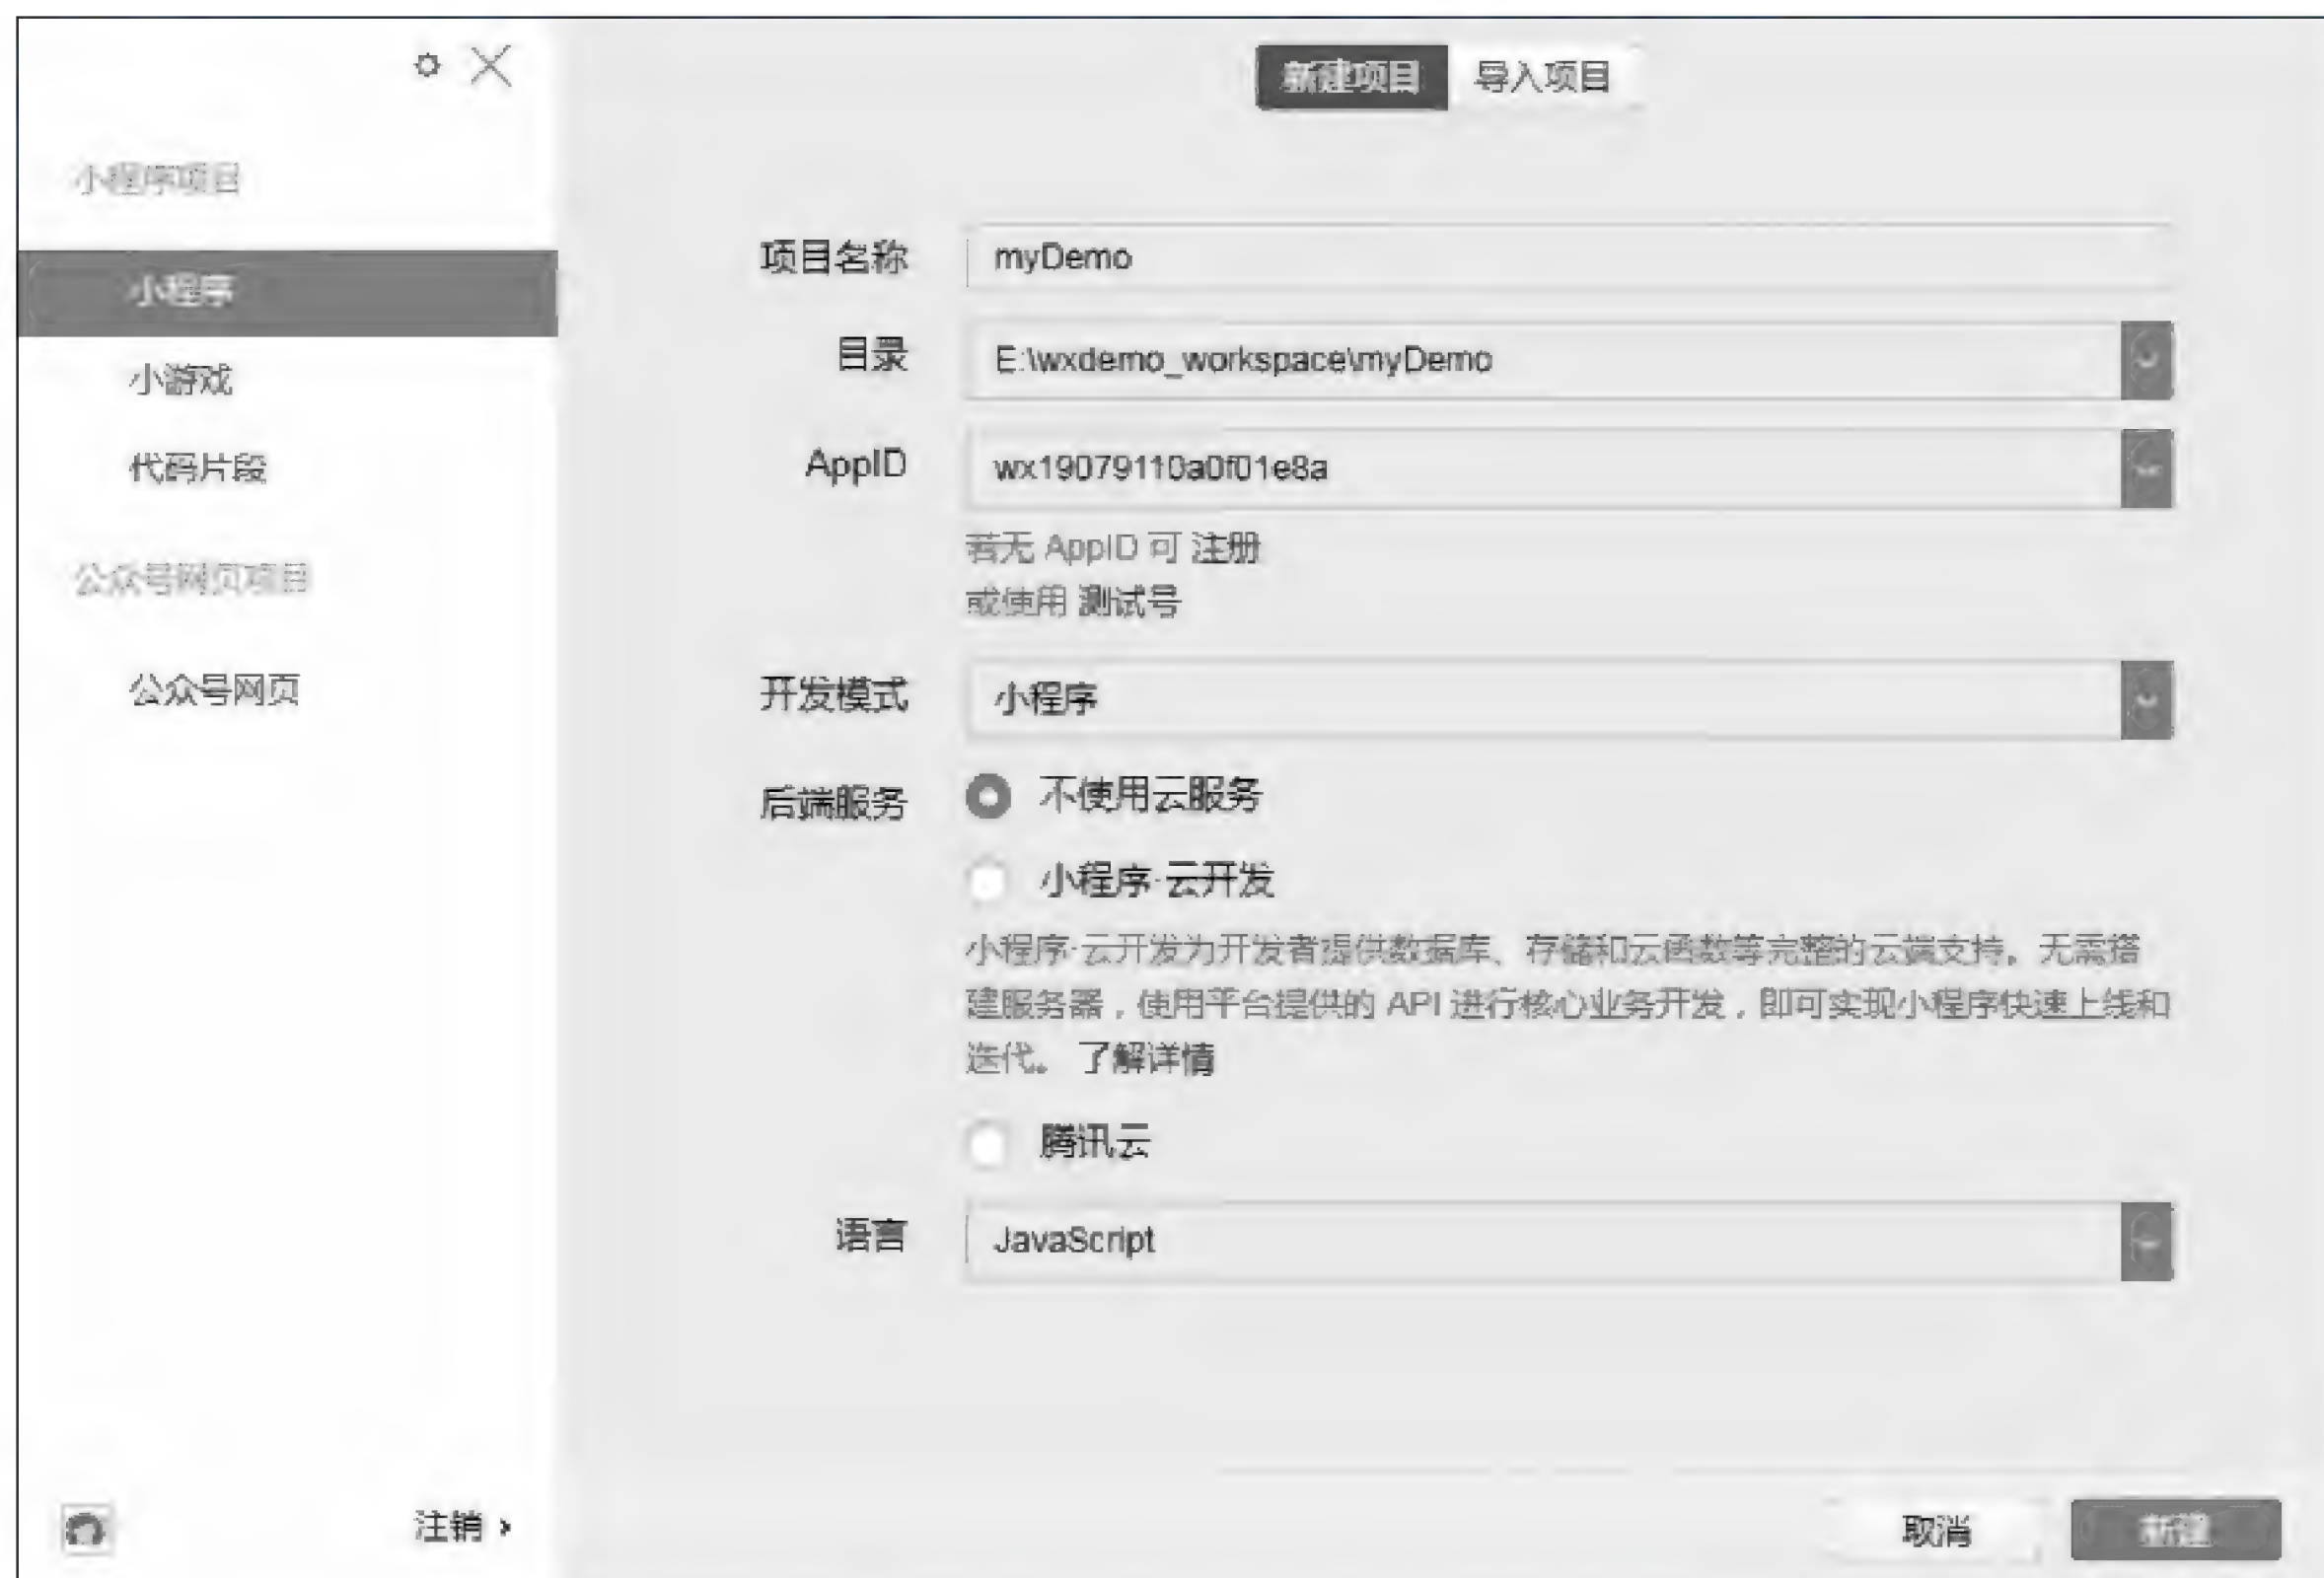 新建项目 导入项目
小程序项目
小程序
小游戏
代码片段
公众号网页项目
公众号网页
注销
项目名称 myDemo
目录 E:\wxdemo_workspace\myDemo
AppID wx19079110a0f01e8a
若无 AppID 可 注册
或使用 测试号
开发模式 小程序
后端服务 不使用云服务
小程序·云开发
小程序·云开发为开发者提供数据库、存储和云函数等完整的云端支持。无需搭
建服务器，使用平台提供的 API 进行核心业务开发，即可实现小程序快速上线和
迭代。 了解详情
腾讯云
语言 JavaScript
取消 新建